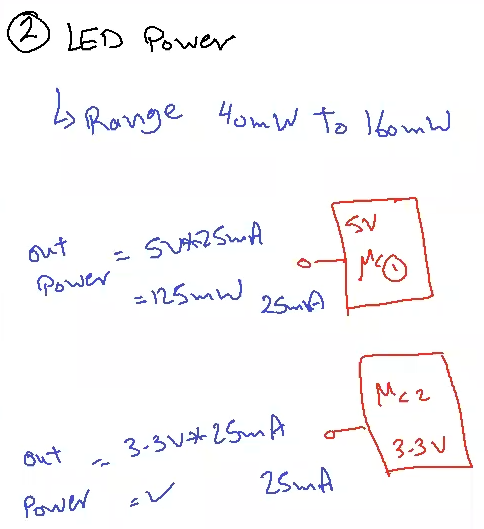 ② LED Power
↳ Range 40mW to 160mW
5V
Mc①
out Power = 5V*25mA
= 125mW 25mA
Mc2
3.3V
out Power = 3.3V*25mA
= ✓ 25mA